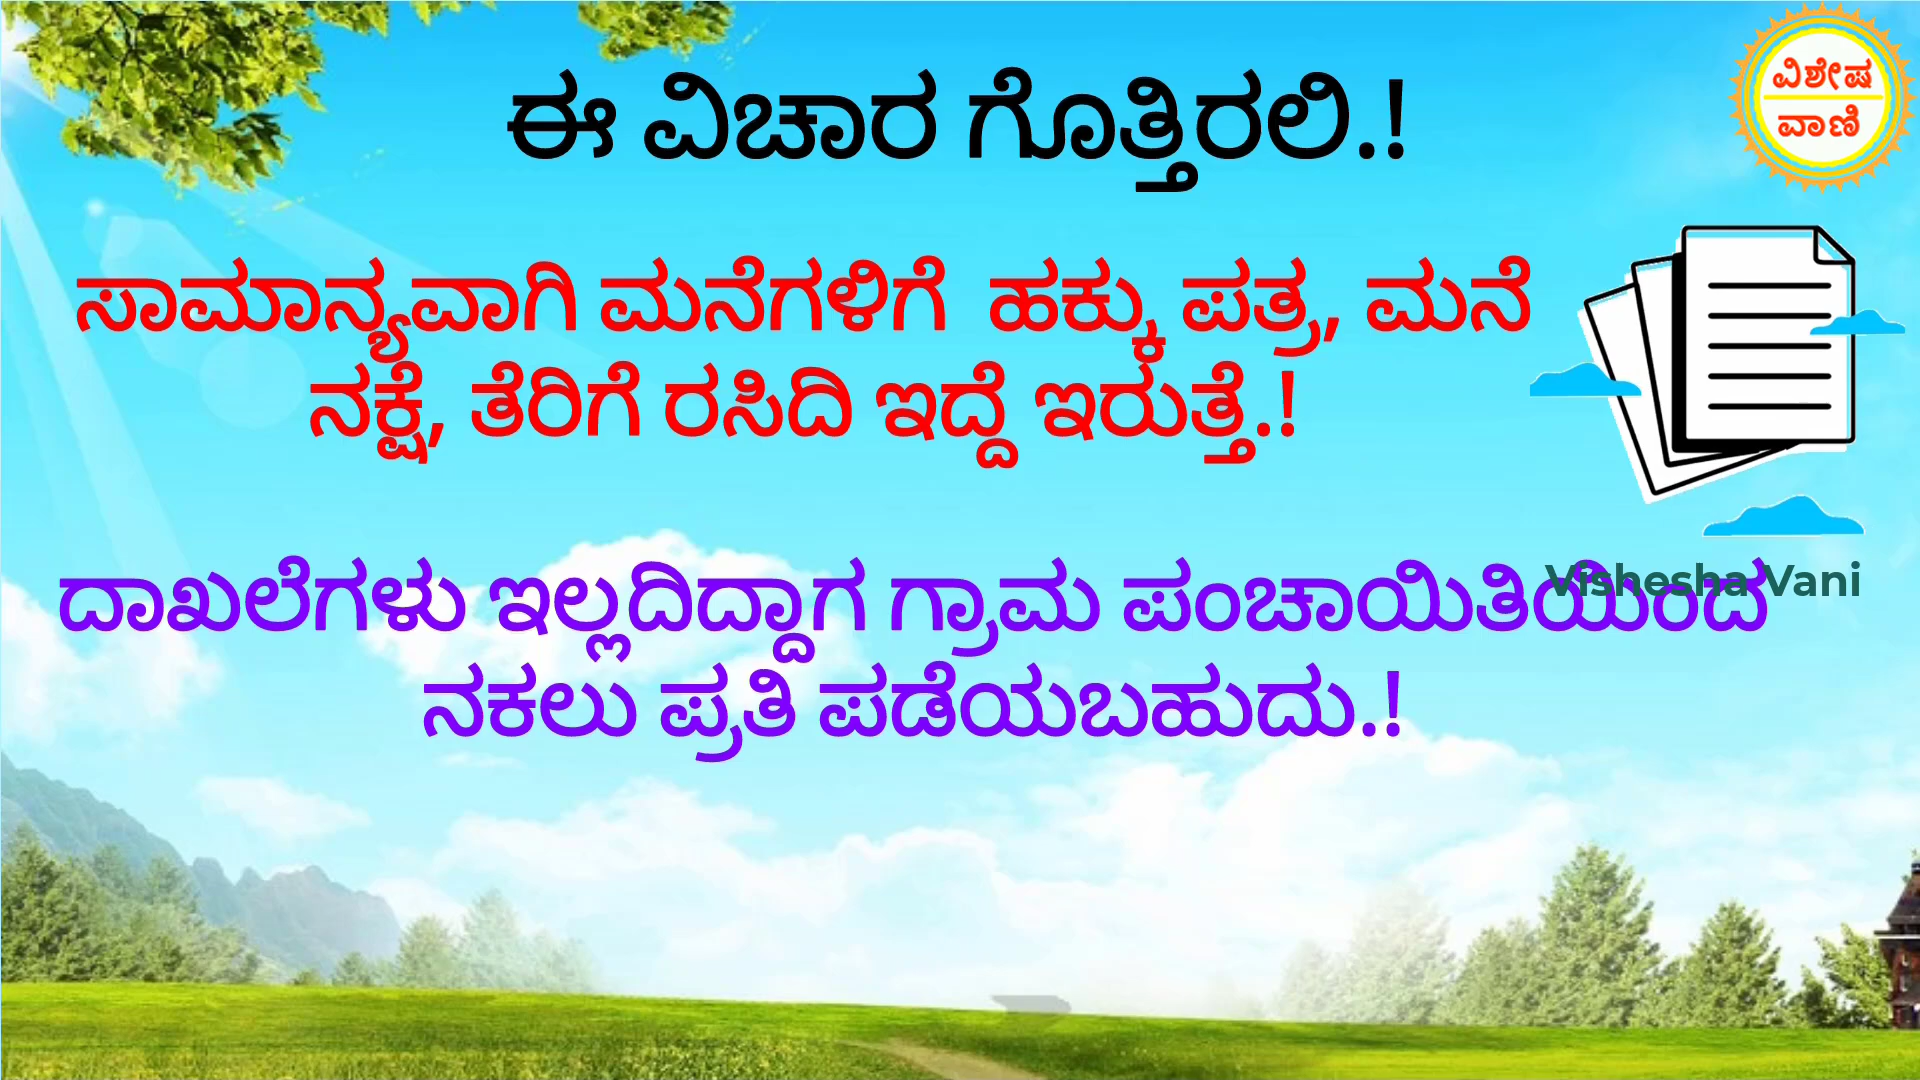 ವಿಶೇಷ
ವಾಣಿ
ಈ ವಿಚಾರ ಗೊತ್ತಿರಲಿ.!
ಸಾಮಾನ್ಯವಾಗಿ ಮನೆಗಳಿಗೆ ಹಕ್ಕು ಪತ್ರ, ಮನೆ
ನಕ್ಷೆ, ತೆರಿಗೆ ರಸಿದಿ ಇದ್ದೆ ಇರುತ್ತೆ.!
Vishesha Vani
ದಾಖಲೆಗಳು ಇಲ್ಲದಿದ್ದಾಗ ಗ್ರಾಮ ಪಂಚಾಯಿತಿಯಿಂದ
ನಕಲು ಪ್ರತಿ ಪಡೆಯಬಹುದು.!